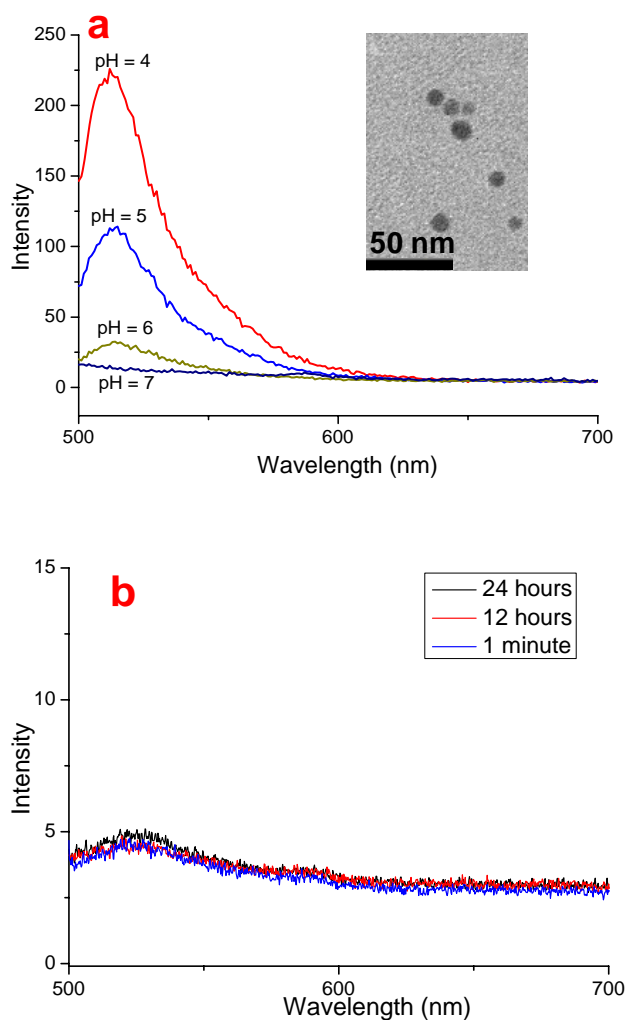 a
250
200
150
100
50
0
Intensity
pH = 4
pH = 5
pH = 6
pH = 7
50 nm
500
600
700
Wavelength (nm)
b
15
10
5
0
Intensity
24 hours
12 hours
1 minute
500
600
700
Wavelength (nm)